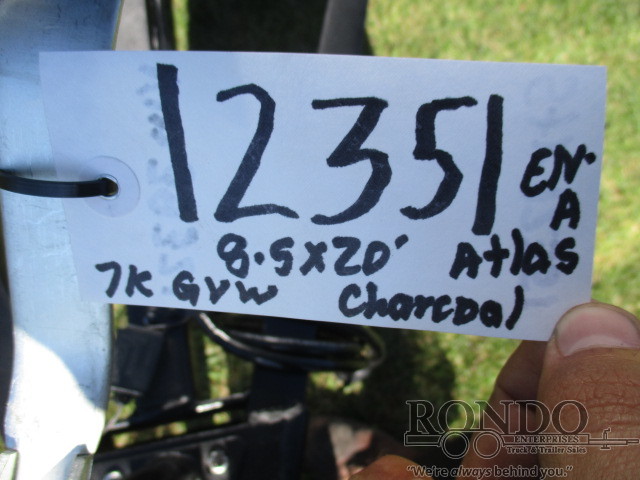 12351 EN-A
8.5x20' Atlas
7K GVW Charcoal
RONDO
ENTERPRISES
Truck & Trailer Sales
"We're always behind you."